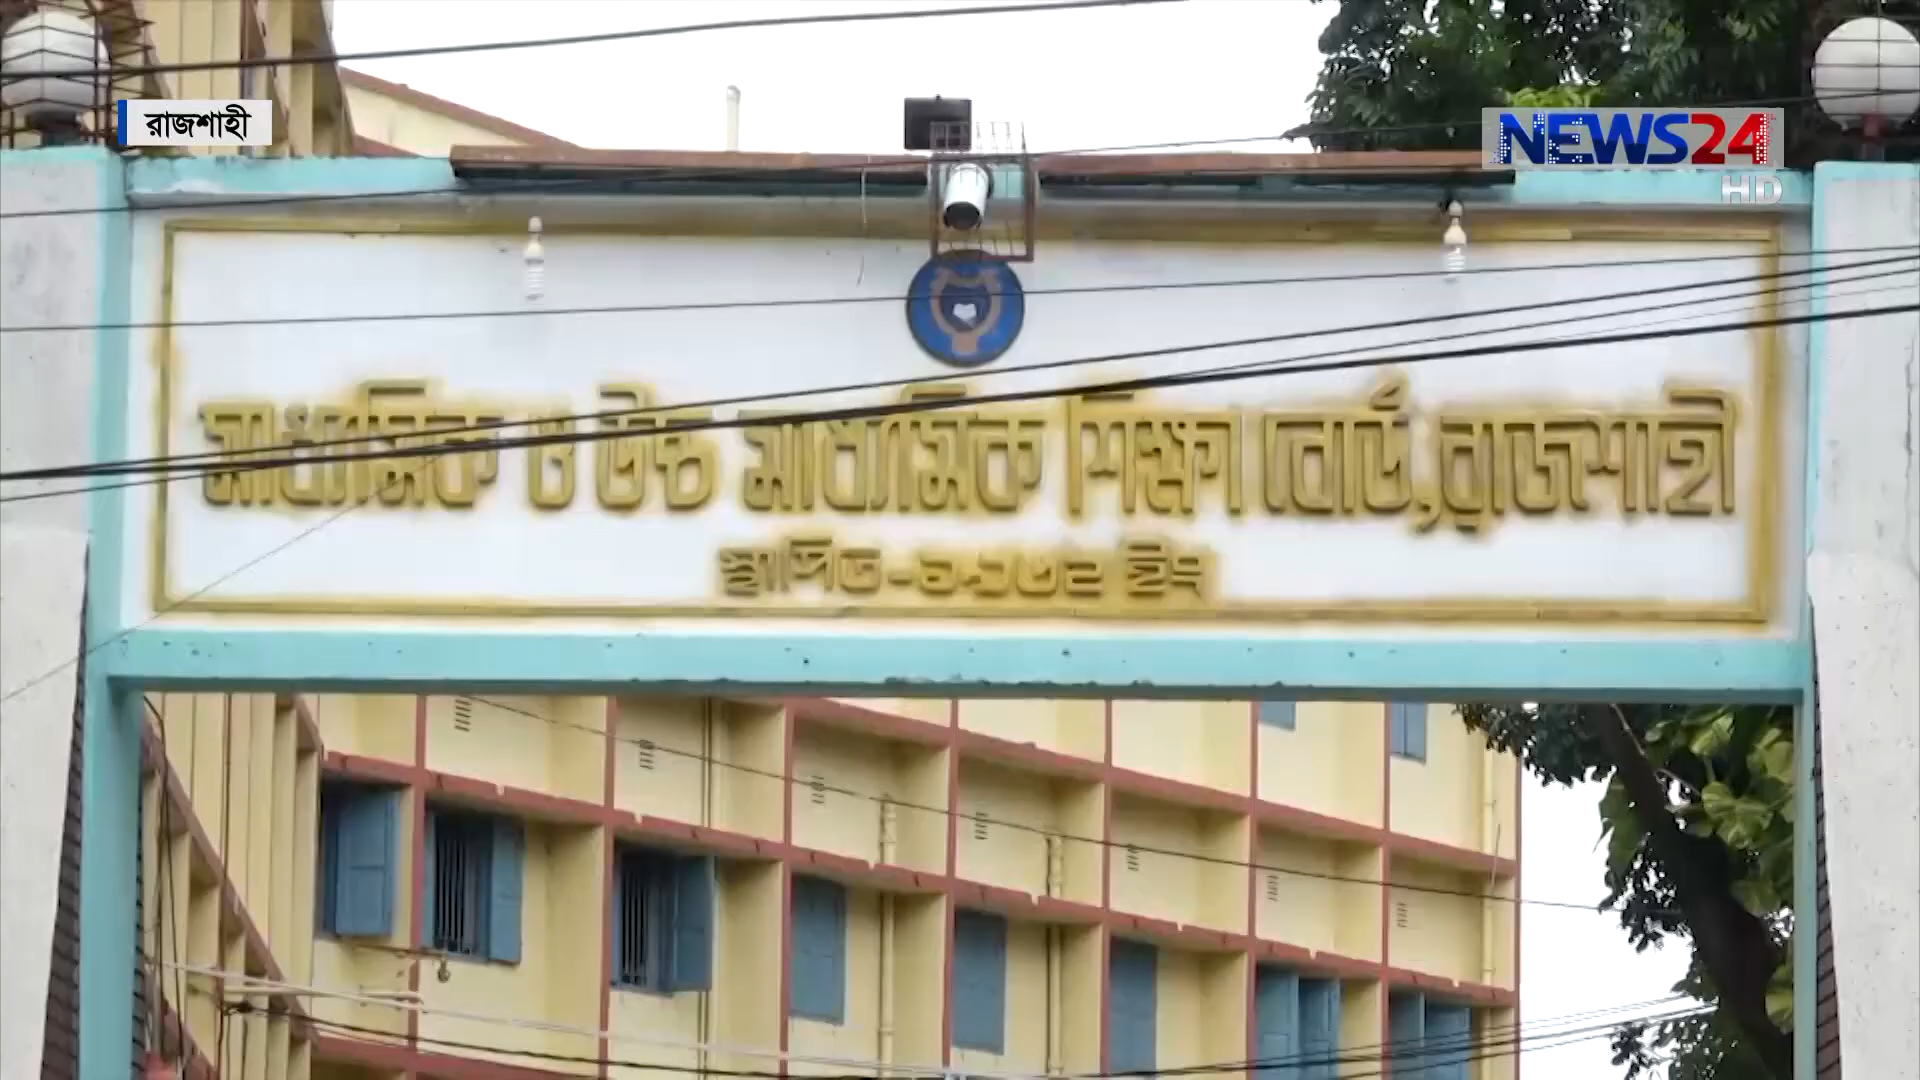 রাজশাহী
NEWS24
HD
মাধ্যমিক ও উচ্চ মাধ্যমিক শিক্ষা বোর্ড,রাজশাহী
স্থাপিত-১৯৬২ ইং